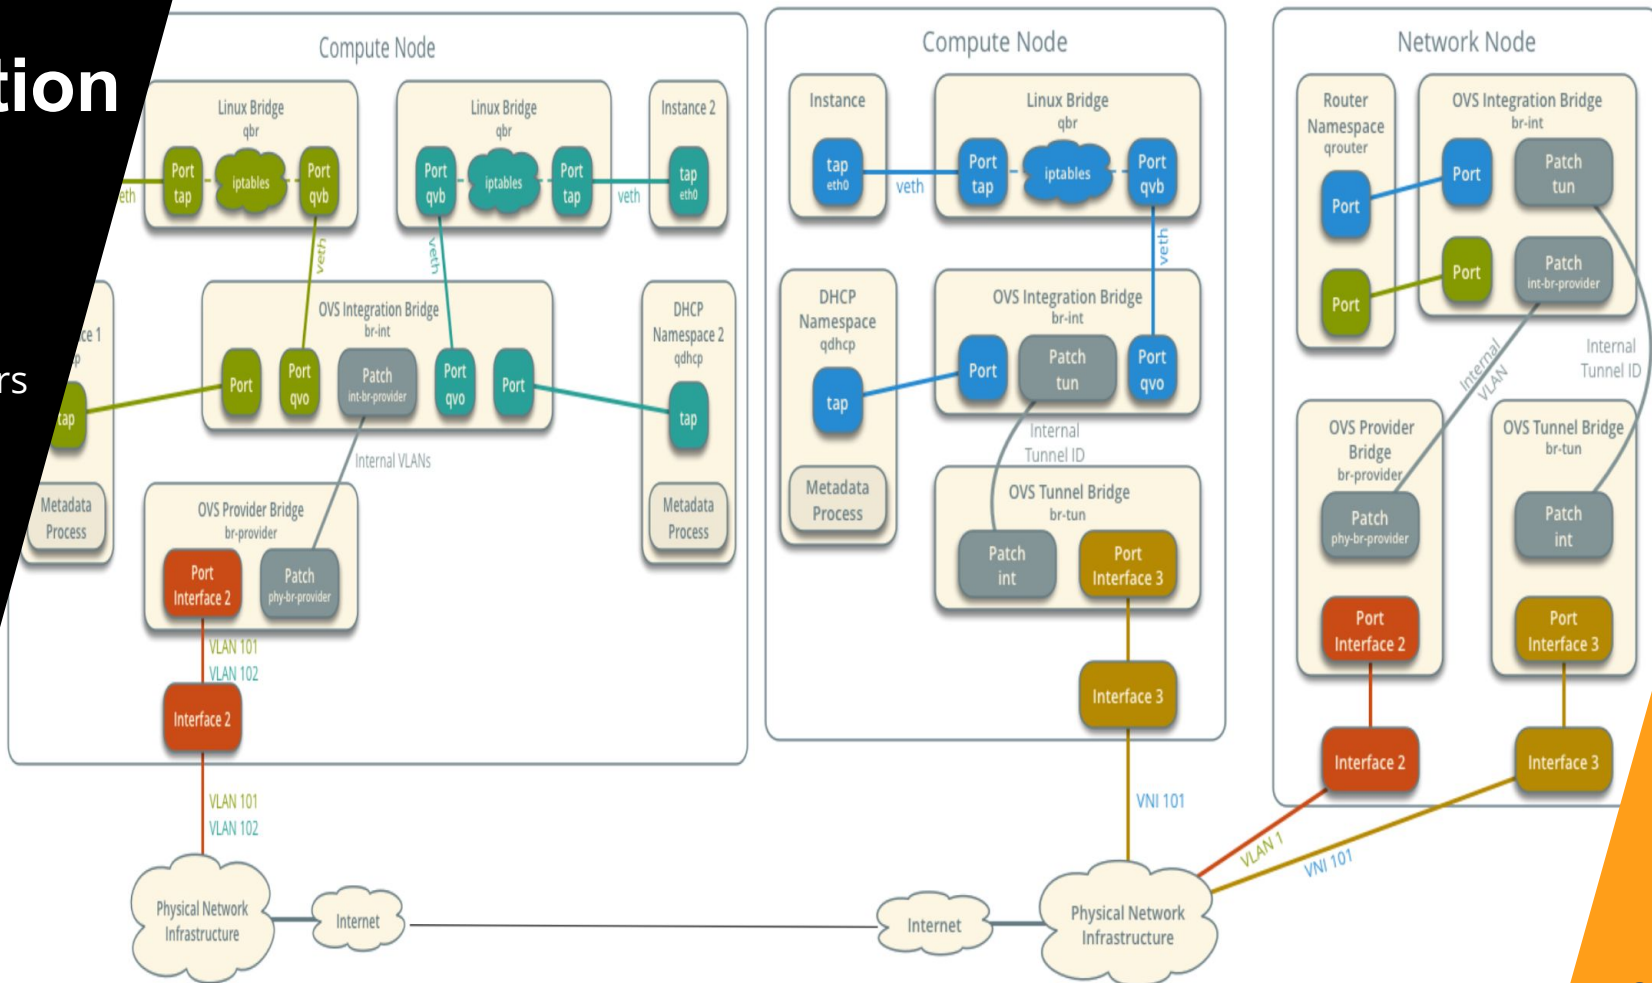 tion
rs
Compute Node
Linux Bridge
qbr
Port
tap
iptables
Port
qvb
eth
veth
Linux Bridge
qbr
Port
qvb
iptables
Port
tap
veth
veth
Instance 2
tap
eth0
ce 1
cp
tap
Metadata
Process
OVS Integration Bridge
br-int
Port
Port
qvo
Patch
int-br-provider
Port
qvo
Port
Internal VLANs
DHCP
Namespace 2
qdhcp
tap
Metadata
Process
OVS Provider Bridge
br-provider
Port
Interface 2
Patch
phy-br-provider
VLAN 101
VLAN 102
Interface 2
VLAN 101
VLAN 102
Physical Network
Infrastructure
Internet
Compute Node
Instance
tap
eth0
veth
Linux Bridge
qbr
Port
tap
iptables
Port
qvb
veth
DHCP
Namespace
qdhcp
tap
Metadata
Process
OVS Integration Bridge
br-int
Port
Patch
tun
Port
qvo
Internal
Tunnel ID
OVS Tunnel Bridge
br-tun
Patch
int
Port
Interface 3
Interface 3
VNI 101
Internet
Physical Network
Infrastructure
Network Node
Router
Namespace
qrouter
Port
Port
OVS Integration Bridge
br-int
Port
Patch
tun
Port
Patch
int-br-provider
Internal
VLAN
Internal
Tunnel ID
OVS Provider
Bridge
br-provider
Patch
phy-br-provider
Port
Interface 2
OVS Tunnel Bridge
br-tun
Patch
int
Port
Interface 3
Interface 2
Interface 3
VLAN 1
VNI 101